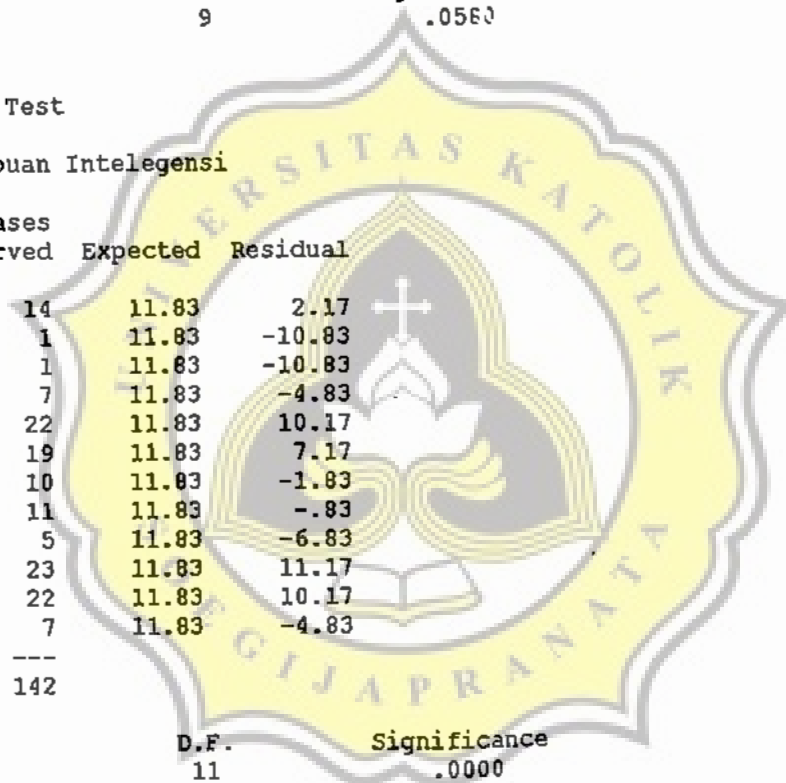 9 .0560
Test
puan Intelegensi
ases
rved Expected Residual
14 11.83 2.17
1 11.83 -10.83
1 11.83 -10.83
7 11.83 -4.83
22 11.83 10.17
19 11.83 7.17
10 11.83 -1.83
11 11.83 -.83
5 11.83 -6.83
23 11.83 11.17
22 11.83 10.17
7 11.83 -4.83
---
142
D.F. Significance
11 .0000
UNIVERSITAS KATOLIK
SOEGIJAPRANATA